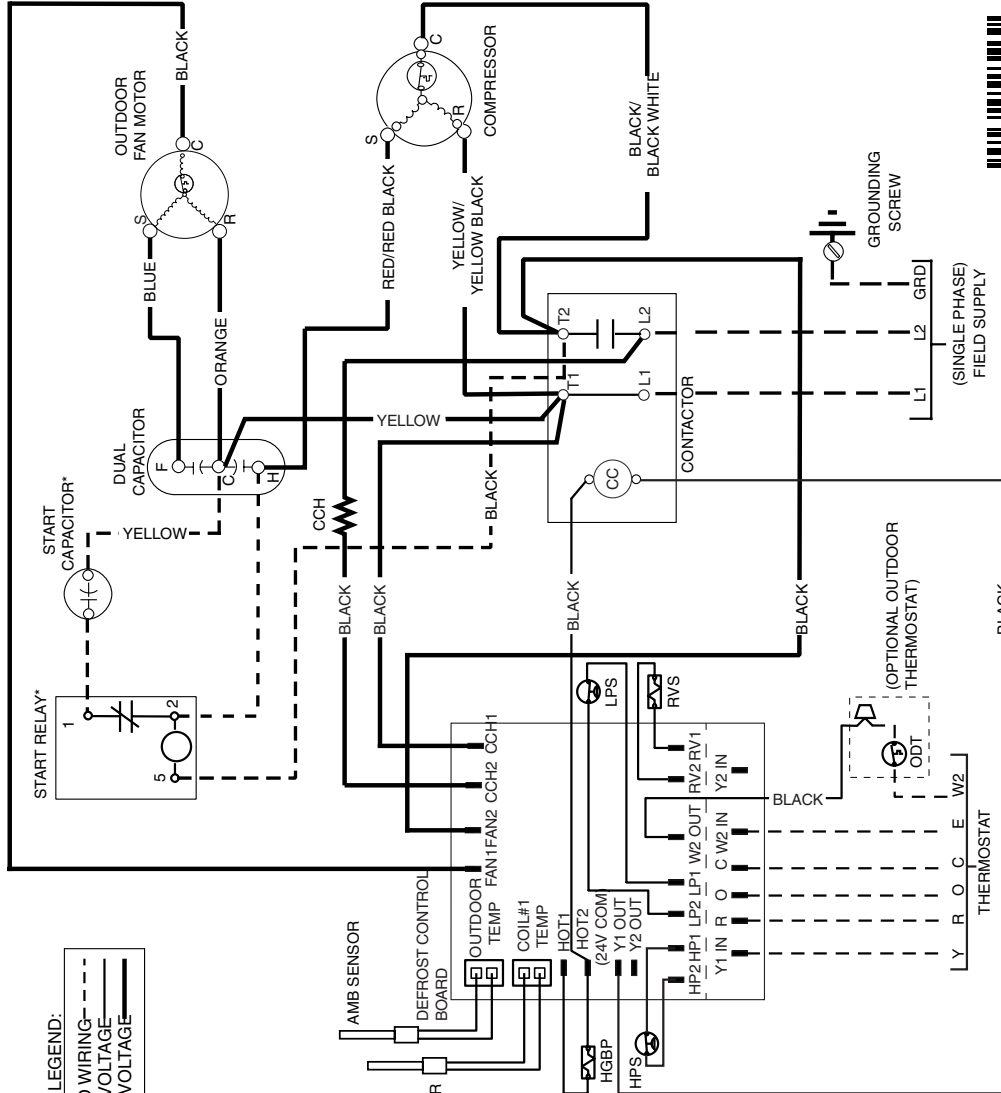 BLACK
OUTDOOR
FAN MOTOR
S
C
R
BLUE
ORANGE
DUAL
CAPACITOR
F
C
H
START
CAPACITOR*
YELLOW
START RELAY*
1
2
5
C
S
R
COMPRESSOR
RED/RED BLACK
YELLOW/
YELLOW BLACK
BLACK/
BLACK WHITE
GROUNDING
SCREW
T2
L2
T1
L1
CC
CONTACTOR
GRD
L2
L1
(SINGLE PHASE)
FIELD SUPPLY
YELLOW
BLACK
CCH
BLACK
BLACK
BLACK
BLACK
BLACK
LEGEND:
D WIRING
VOLTAGE
VOLTAGE
AMB SENSOR
R
DEFROST CONTROL
BOARD
OUTDOOR
TEMP
FAN1
FAN2
CCH2
CCH1
COIL#1
TEMP
HOT1
HOT2
(24V COM)
Y1 OUT
Y2 OUT
HGBP
HPS
LPS
RVS
HP2
HP1
LP2
LP1
W2 OUT
RV2
RV1
Y1 IN
R
O
C
W2 IN
Y2 IN
BLACK
(OPTIONAL OUTDOOR
THERMOSTAT)
ODT
Y
R
O
C
E
W2
THERMOSTAT